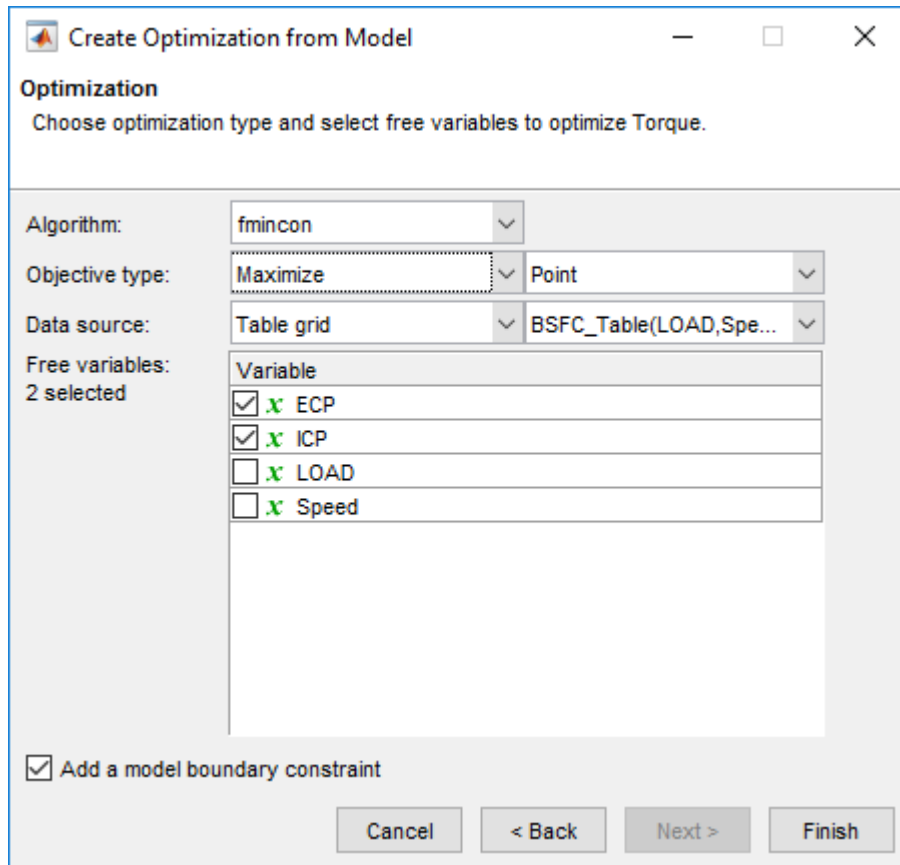 Create Optimization from Model
Optimization
Choose optimization type and select free variables to optimize Torque.
Algorithm: fmincon
Objective type: Maximize Point
Data source: Table grid BSFC_Table(LOAD,Spe...
Free variables: Variable
2 selected
x ECP
x ICP
x LOAD
x Speed
Add a model boundary constraint
Cancel < Back Next > Finish